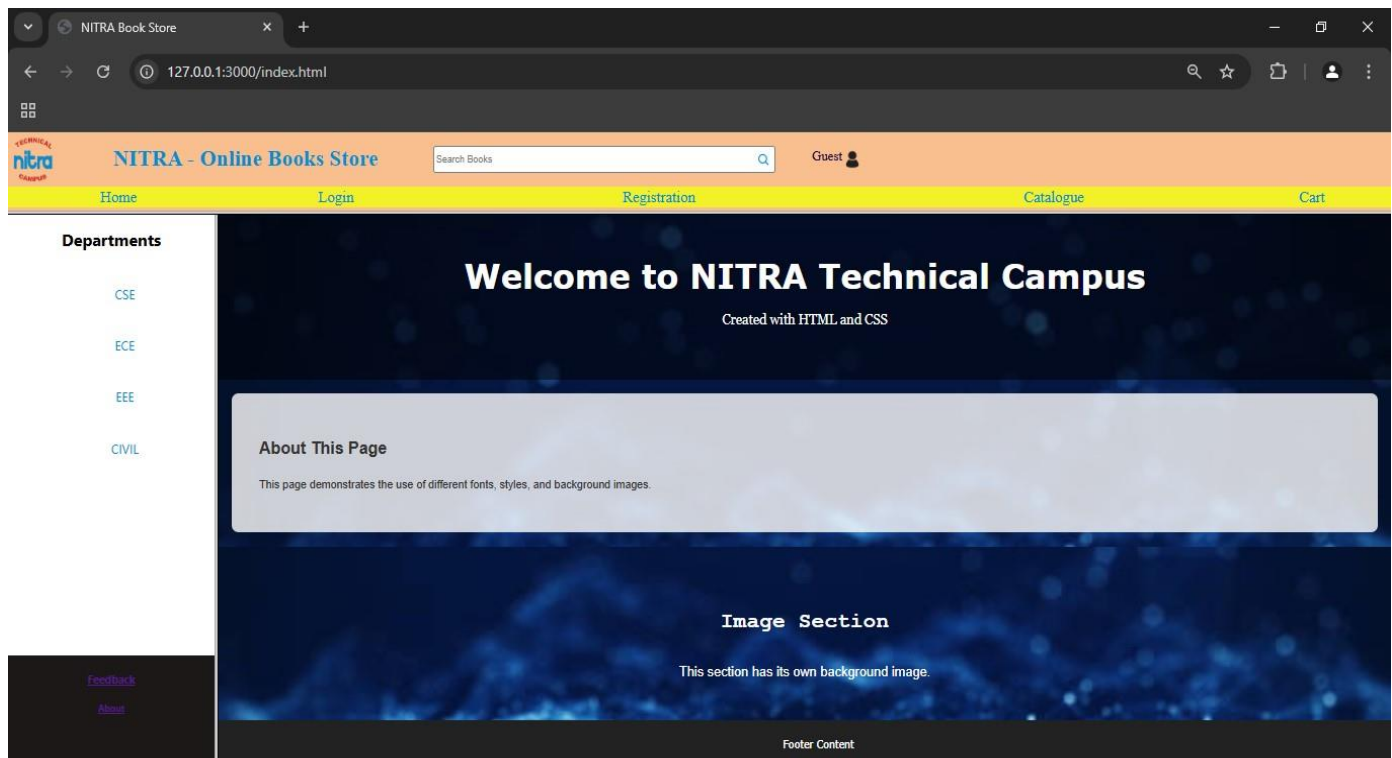 NITRA Book Store
127.0.0.1:3000/index.html
TECHNICAL
nitra
CAMPUS
NITRA - Online Books Store
Search Books
Guest
Home Login Registration Catalogue Cart
Departments
CSE
ECE
EEE
CIVIL
Feedback
About
Welcome to NITRA Technical Campus
Created with HTML and CSS
About This Page
This page demonstrates the use of different fonts, styles, and background images.
Image Section
This section has its own background image.
Footer Content